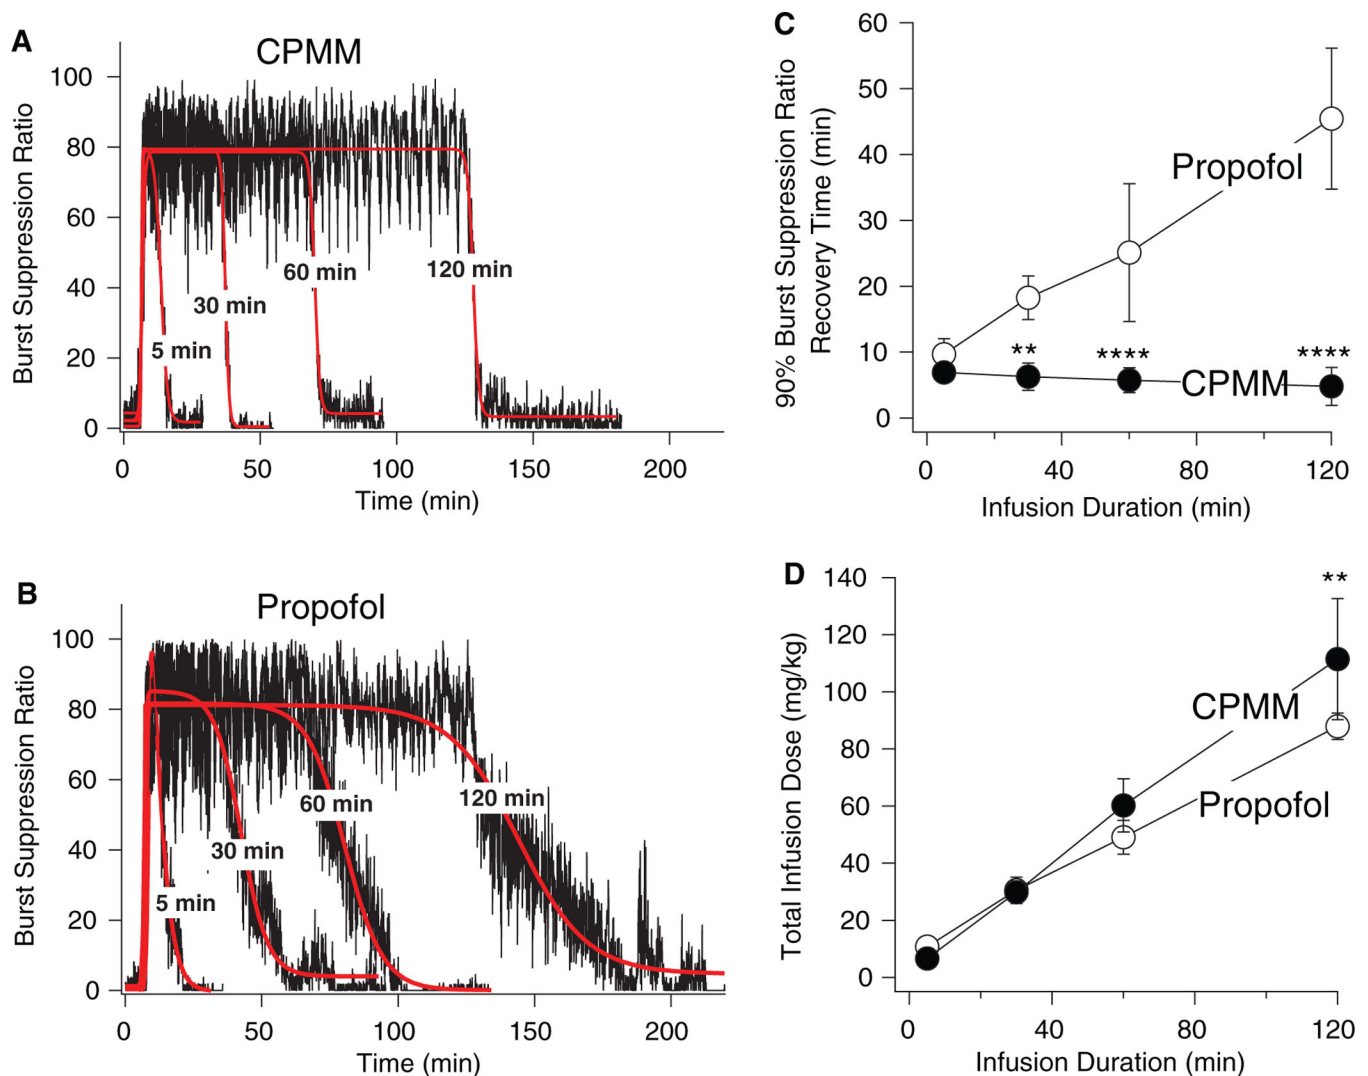 A
CPMM
Burst Suppression Ratio
100
80
60
40
20
0
5 min
30 min
60 min
120 min
0
50
100
150
200
Time (min)
B
Propofol
Burst Suppression Ratio
100
80
60
40
20
0
5 min
30 min
60 min
120 min
0
50
100
150
200
Time (min)
C
90% Burst Suppression Ratio
Recovery Time (min)
60
50
40
30
20
10
0
Propofol
**
****
****
CPMM
0
40
80
120
Infusion Duration (min)
D
Total Infusion Dose (mg/kg)
140
120
100
80
60
40
20
0
**
CPMM
Propofol
0
40
80
120
Infusion Duration (min)